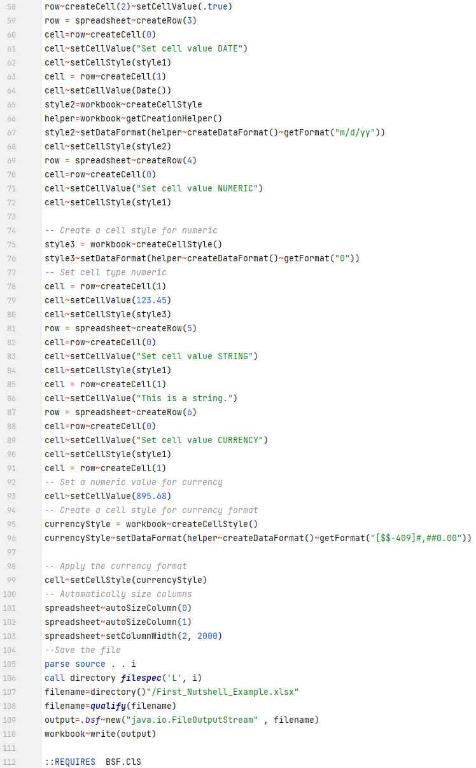 58 row~createCell(2)~setCellValue(.true)
59 row = spreadsheet~createRow(3)
60 cell=row~createCell(0)
61 cell~setCellValue("Set cell value DATE")
62 cell~setCellStyle(style1)
63 cell = row~createCell(1)
64 cell~setCellValue(Date())
65 style2=workbook~createCellStyle
66 helper=workbook~getCreationHelper()
67 style2~setDataFormat(helper~createDataFormat()~getFormat("m/d/yy"))
68 cell~setCellStyle(style2)
69 row = spreadsheet~createRow(4)
70 cell=row~createCell(0)
71 cell~setCellValue("Set cell value NUMERIC")
72 cell~setCellStyle(style1)
73
74 -- Create a cell style for numeric
75 style3 = workbook~createCellStyle()
76 style3~setDataFormat(helper~createDataFormat()~getFormat("0"))
77 -- Set cell type numeric
78 cell = row~createCell(1)
79 cell~setCellValue(123.45)
80 cell~setCellStyle(style3)
81 row = spreadsheet~createRow(5)
82 cell=row~createCell(0)
83 cell~setCellValue("Set cell value STRING")
84 cell~setCellStyle(style1)
85 cell = row~createCell(1)
86 cell~setCellValue("This is a string.")
87 row = spreadsheet~createRow(6)
88 cell=row~createCell(0)
89 cell~setCellValue("Set cell value CURRENCY")
90 cell~setCellStyle(style1)
91 cell = row~createCell(1)
92 -- Set a numeric value for currency
93 cell~setCellValue(895.68)
94 -- Create a cell style for currency format
95 currencyStyle = workbook~createCellStyle()
96 currencyStyle~setDataFormat(helper~createDataFormat()~getFormat("[$$-409]#,##0.00"))
97
98 -- Apply the currency format
99 cell~setCellStyle(currencyStyle)
100 -- Automatically size columns
101 spreadsheet~autoSizeColumn(0)
102 spreadsheet~autoSizeColumn(1)
103 spreadsheet~setColumnWidth(2, 2000)
104 --Save the file
105 parse source . . i
106 call directory filespec('L', i)
107 filename=directory()"/First_Nutshell_Example.xlsx"
108 filename=qualify(filename)
109 output=.bsf~new("java.io.FileOutputStream" , filename)
110 workbook~write(output)
111
112 ::REQUIRES BSF.ClS